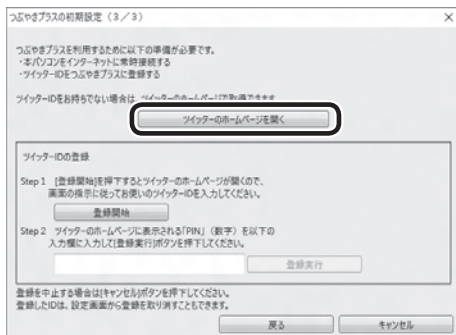 つぶやきプラスの初期設定（3／3）
つぶやきプラスを利用するために以下の準備が必要です。
・本パソコンをインターネットに常時接続する
・ツイッターIDをつぶやきプラスに登録する
ツイッターIDをお持ちでない場合は、ツイッターのホームページで取得できます。
ツイッターのホームページを開く
ツイッターIDの登録
Step 1 [登録開始]を押下するとツイッターのホームページが開くので、
画面の指示に従ってお使いのツイッターIDを入力してください。
登録開始
Step 2 ツイッターのホームページに表示される「PIN」（数字）を以下の
入力欄に入力して[登録実行]ボタンを押下してください。
登録実行
登録を中止する場合は[キャンセル]ボタンを押下してください。
登録したIDは、設定画面から登録を取り消すこともできます。
戻る
キャンセル